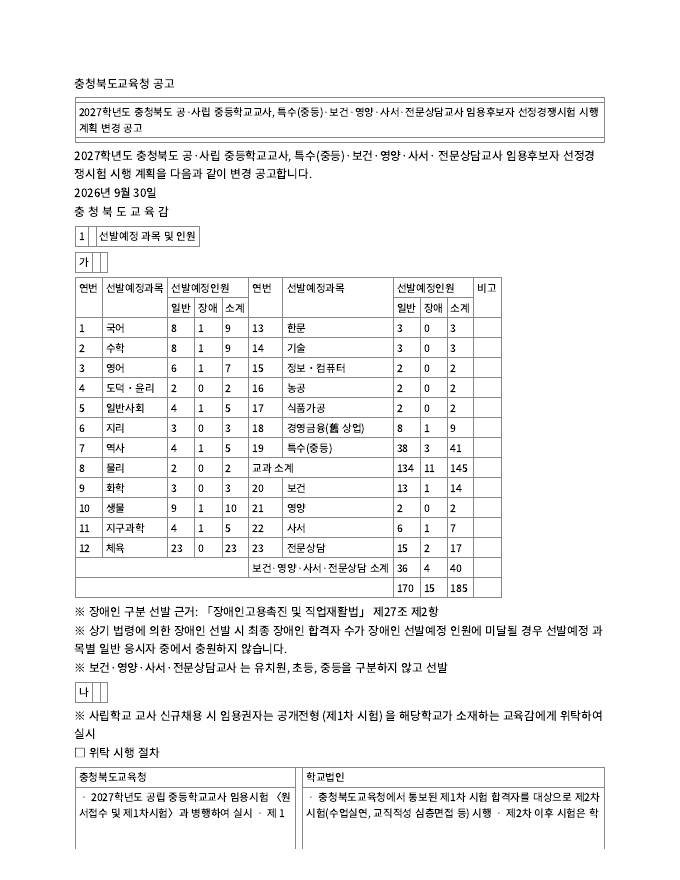 충청북도교육청 공고
2027학년도 충청북도 공·사립 중등학교교사, 특수(중등)·보건·영양·사서·전문상담교사 임용후보자 선정경쟁시험 시행
계획 변경 공고
2027학년도 충청북도 공·사립 중등학교교사, 특수(중등)·보건·영양·사서· 전문상담교사 임용후보자 선정경
쟁시험 시행 계획을 다음과 같이 변경 공고합니다.
2026년 9월 30일
충 청 북 도 교 육 감
1 선발예정 과목 및 인원
가
연번 선발예정과목 선발예정인원 연번 선발예정과목 선발예정인원 비고
일반 장애 소계 일반 장애 소계
1 국어 8 1 9 13 한문 3 0 3
2 수학 8 1 9 14 기술 3 0 3
3 영어 6 1 7 15 정보・컴퓨터 2 0 2
4 도덕・윤리 2 0 2 16 농공 2 0 2
5 일반사회 4 1 5 17 식품가공 2 0 2
6 지리 3 0 3 18 경영금융(舊 상업) 8 1 9
7 역사 4 1 5 19 특수(중등) 38 3 41
8 물리 2 0 2 교과 소계 134 11 145
9 화학 3 0 3 20 보건 13 1 14
10 생물 9 1 10 21 영양 2 0 2
11 지구과학 4 1 5 22 사서 6 1 7
12 체육 23 0 23 23 전문상담 15 2 17
보건·영양·사서·전문상담 소계 36 4 40
170 15 185
※ 장애인 구분 선발 근거: 「장애인고용촉진 및 직업재활법」 제27조 제2항
※ 상기 법령에 의한 장애인 선발 시 최종 장애인 합격자 수가 장애인 선발예정 인원에 미달될 경우 선발예정 과
목별 일반 응시자 중에서 충원하지 않습니다.
※ 보건·영양·사서·전문상담교사 는 유치원, 초등, 중등을 구분하지 않고 선발
나
※ 사립학교 교사 신규채용 시 임용권자는 공개전형 (제1차 시험) 을 해당학교가 소재하는 교육감에게 위탁하여
실시
□ 위탁 시행 절차
충청북도교육청 학교법인
‧ 2027학년도 공립 중등학교교사 임용시험 〈원 ‧ 충청북도교육청에서 통보된 제1차 시험 합격자를 대상으로 제2차
서접수 및 제1차시험〉과 병행하여 실시 ‧ 제 1 시험(수업실연, 교직적성 심층면접 등) 시행 ‧ 제2차 이후 시험은 학